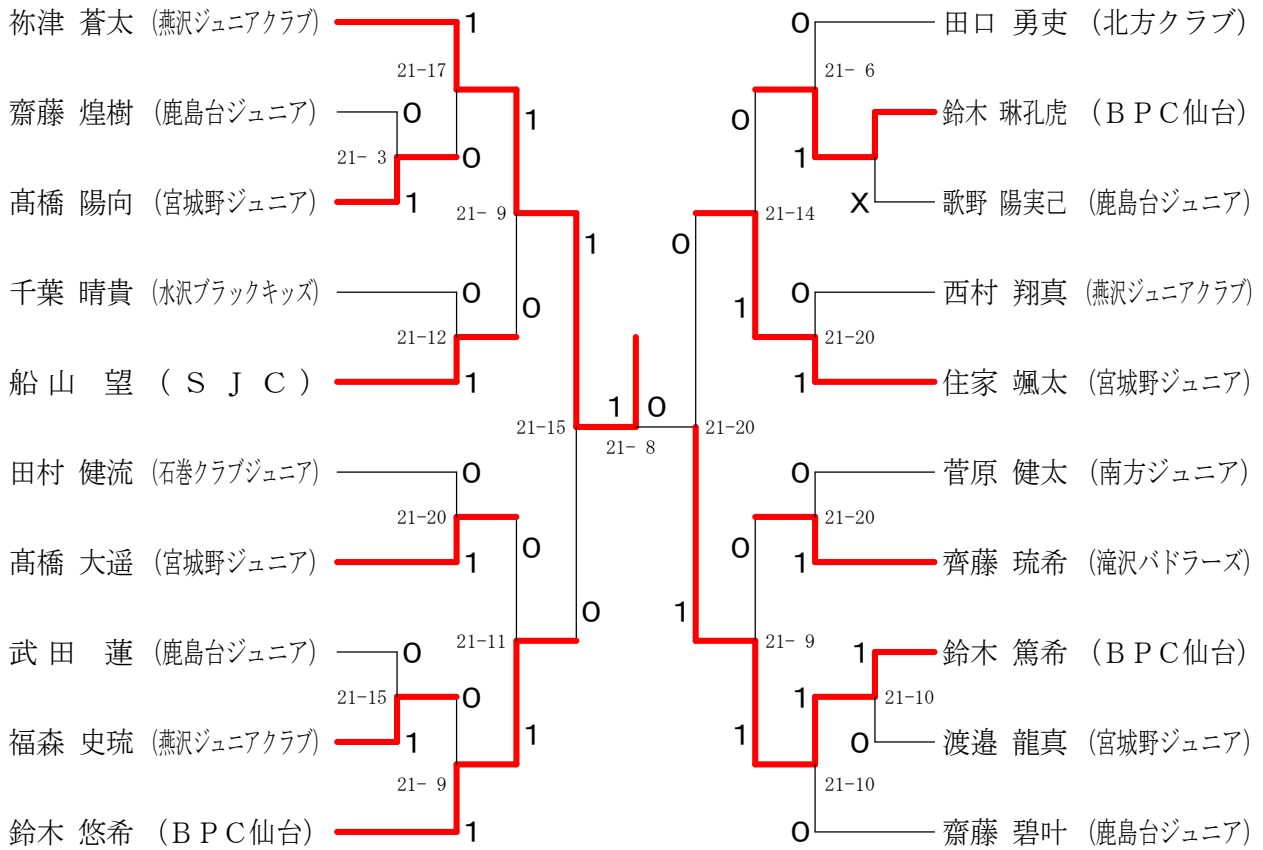 祢津 蒼太 (燕沢ジュニアクラブ) 1 0 田口 勇吏 (北方クラブ)
21-17 21- 6
齋藤 煌樹 (鹿島台ジュニア) 0 1 0 鈴木 琳孔虎 (BPC仙台)
21- 3 0 1
髙橋 陽向 (宮城野ジュニア) 1 21- 9 21-14 X 歌野 陽実己 (鹿島台ジュニア)
1 0
千葉 晴貴 (水沢ブラックキッズ) 0 0 1 0 西村 翔真 (燕沢ジュニアクラブ)
21-12 21-20
船山 望 (SJC) 1 1 住家 颯太 (宮城野ジュニア)
1 0
21-15 21- 8 21-20
田村 健流 (石巻クラブジュニア) 0 0 菅原 健太 (南方ジュニア)
21-20 21-20
髙橋 大遥 (宮城野ジュニア) 1 0 0 1 齊藤 琉希 (滝沢バドラーズ)
0 1
武田 蓮 (鹿島台ジュニア) 0 21-11 21- 9 1 鈴木 篤希 (BPC仙台)
21-15 0 1 21-10
福森 史琉 (燕沢ジュニアクラブ) 1 1 1 0 渡邉 龍真 (宮城野ジュニア)
21- 9 21-10
鈴木 悠希 (BPC仙台) 1 0 齋藤 碧叶 (鹿島台ジュニア)